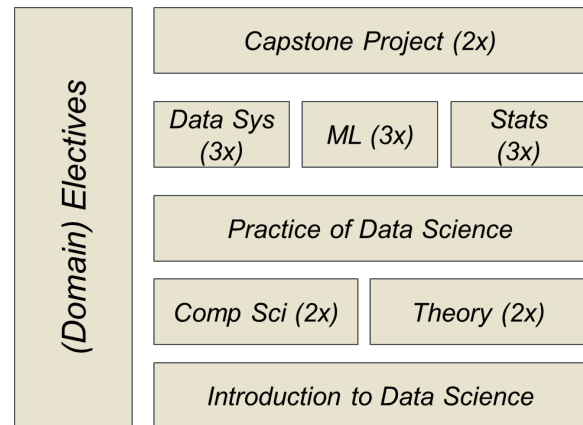 (Domain) Electives
Capstone Project (2x)
Data Sys
(3x)
ML (3x)
Stats
(3x)
Practice of Data Science
Comp Sci (2x)
Theory (2x)
Introduction to Data Science